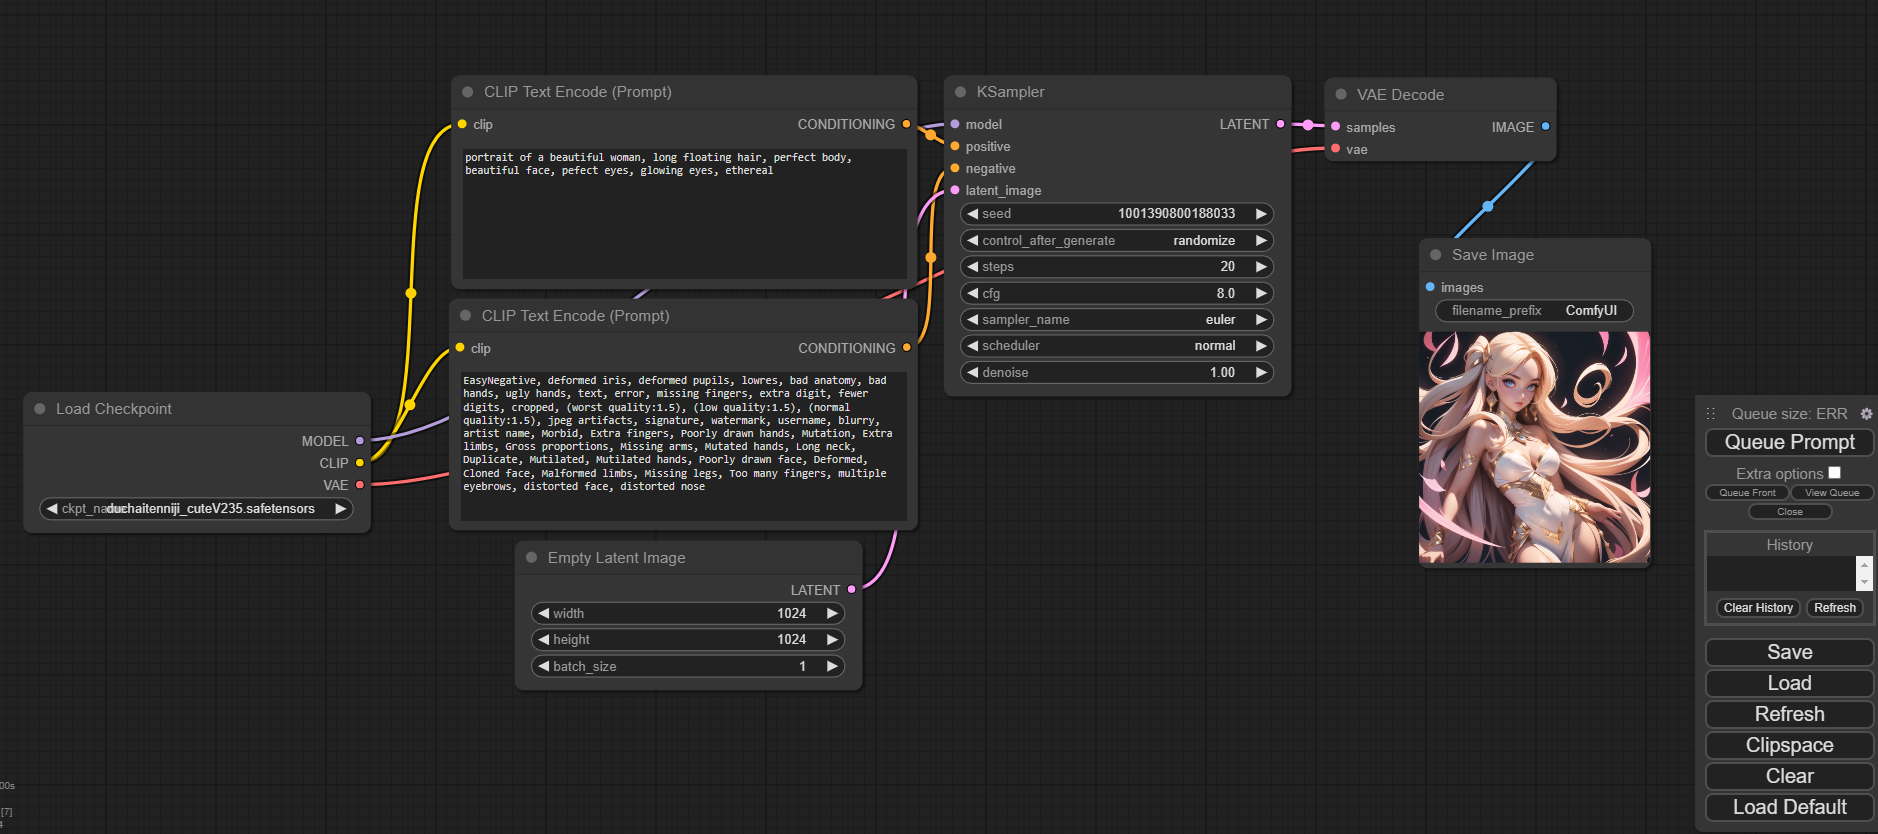 CLIP Text Encode (Prompt)
clip
CONDITIONING
portrait of a beautiful woman, long floating hair, perfect body,
beautiful face, pefect eyes, glowing eyes, ethereal
CLIP Text Encode (Prompt)
clip
CONDITIONING
EasyNegative, deformed iris, deformed pupils, lowres, bad anatomy, bad
hands, ugly hands, text, error, missing fingers, extra digit, fewer
digits, cropped, (worst quality:1.5), (low quality:1.5), (normal
quality:1.5), jpeg artifacts, signature, watermark, username, blurry,
artist name, Morbid, Extra fingers, Poorly drawn hands, Mutation, Extra
limbs, Gross proportions, Missing arms, Mutated hands, Long neck,
Duplicate, Mutilated, Mutilated hands, Poorly drawn face, Deformed,
Cloned face, Malformed limbs, Missing legs, Too many fingers, multiple
eyebrows, distorted face, distorted nose
Load Checkpoint
MODEL
CLIP
VAE
duchaitenniji_cuteV235.safetensors
Empty Latent Image
LATENT
width 1024
height 1024
batch_size 1
KSampler
model
LATENT
positive
negative
latent_image
seed 1001390800188033
control_after_generate randomize
steps 20
cfg 8.0
sampler_name euler
scheduler normal
denoise 1.00
VAE Decode
samples
IMAGE
vae
Save Image
images
filename_prefix ComfyUI
Queue size: ERR
Queue Prompt
Extra options
Queue Front
View Queue
Close
History
Clear History
Refresh
Save
Load
Refresh
Clipspace
Clear
Load Default
00s
[7]